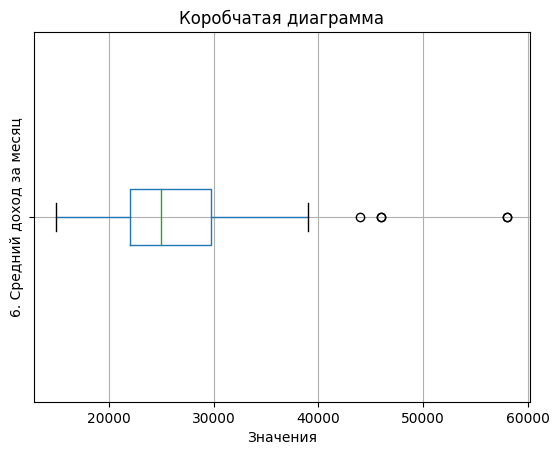 Коробчатая диаграмма
6. Средний доход за месяц
20000 30000 40000 50000 60000
Значения